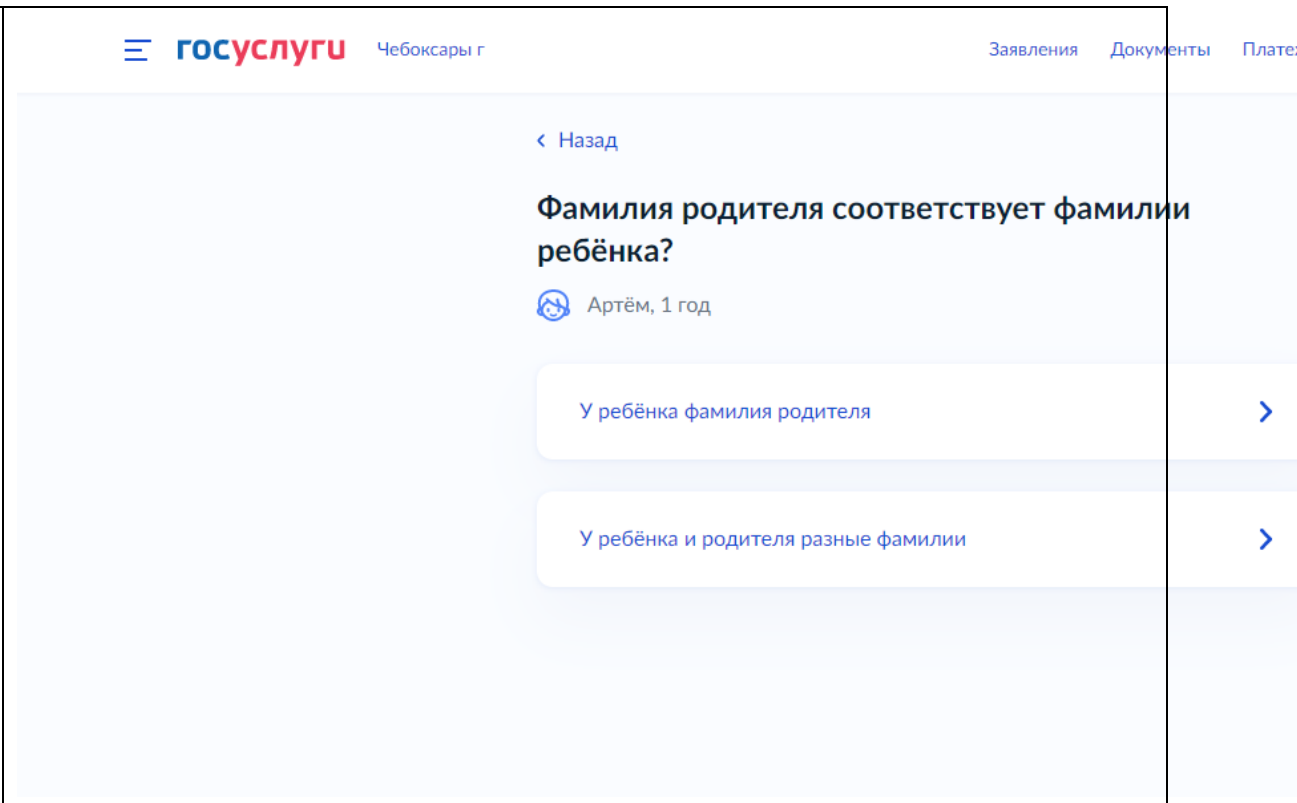 госуслуги Чебоксары г Заявления Документы
Назад
Фамилия родителя соответствует фамилии
ребёнка?
Артём, 1 год
У ребёнка фамилия родителя
У ребёнка и родителя разные фамилии